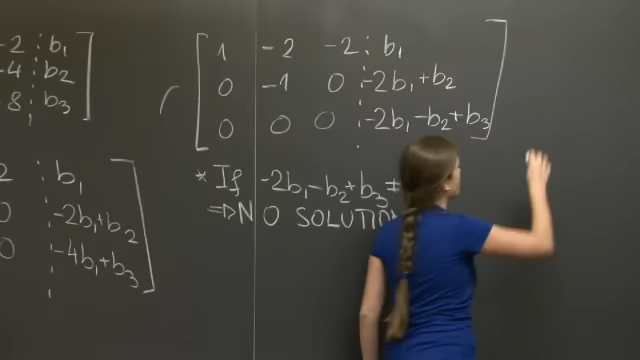 -2 ⋮ b₁
-4 ⋮ b₂
-8 ⋮ b₃
2 ⋮ b₁
0 ⋮ -2b₁+b₂
0 ⋮ -4b₁+b₃
1 -2 -2 ⋮ b₁
0 -1 0 ⋮ -2b₁+b₂
0 0 0 ⋮ -2b₁-b₂+b₃
* If -2b₁-b₂+b₃≠
⇒ NO SOLUTION